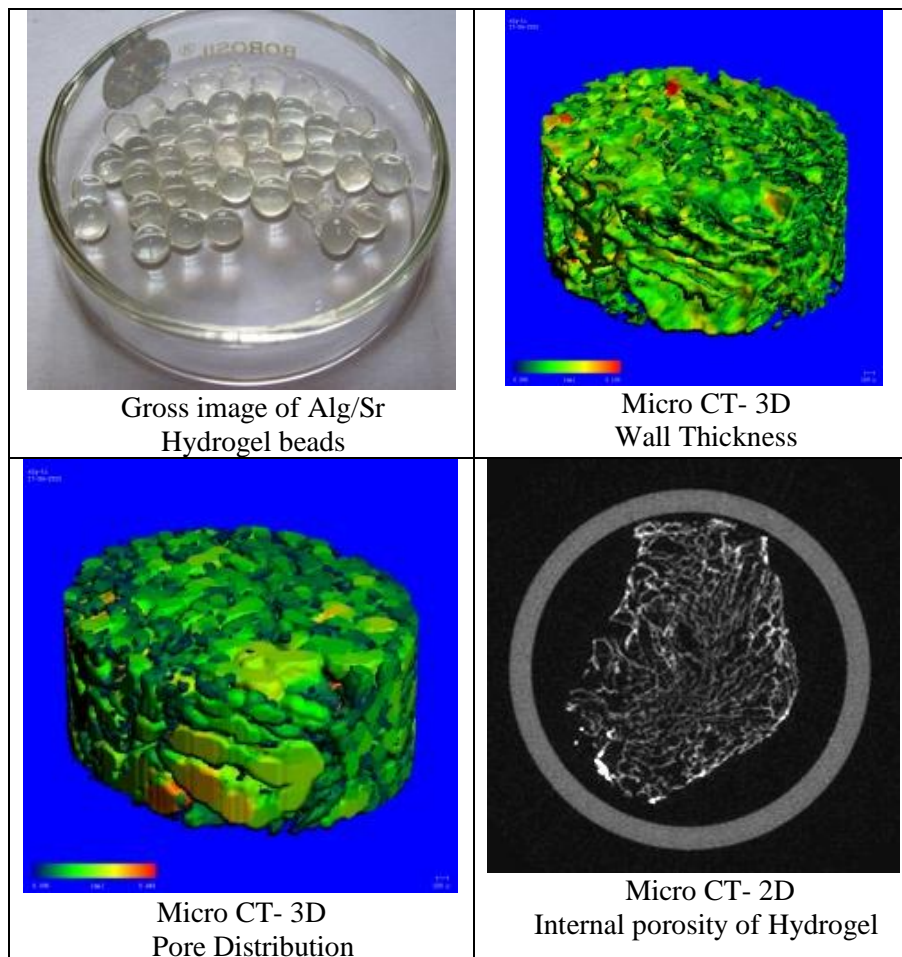 BOROSIL ®
Gross image of Alg/Sr
Hydrogel beads
Micro CT- 3D
Wall Thickness
Micro CT- 3D
Pore Distribution
Micro CT- 2D
Internal porosity of Hydrogel